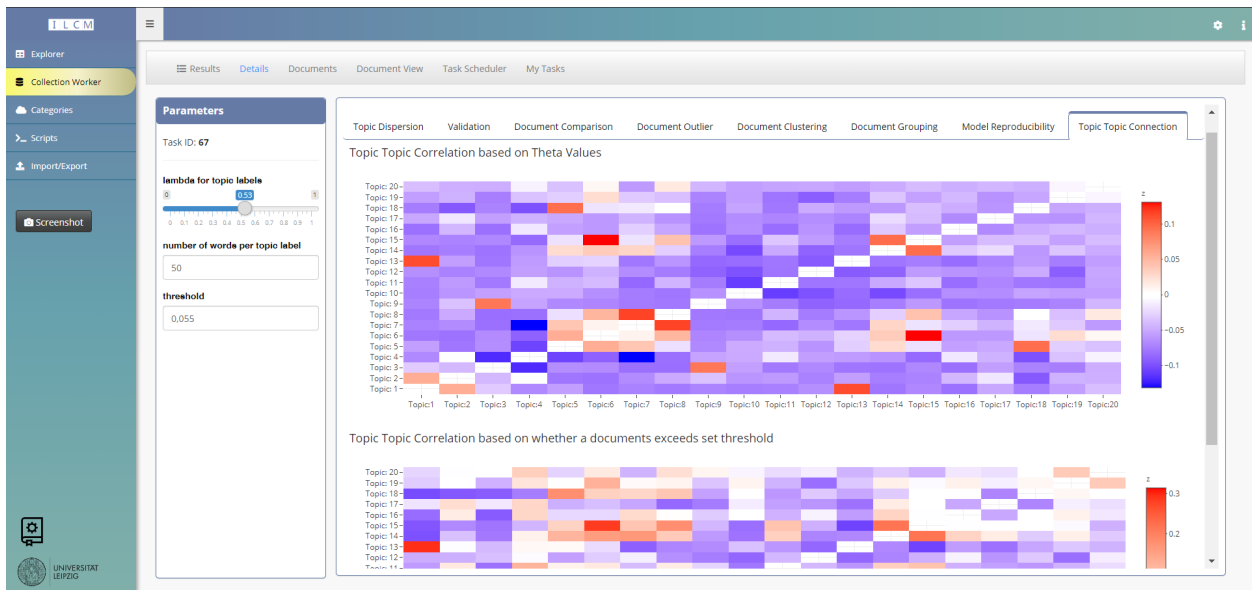 I L C M
Explorer
Collection Worker
Categories
Scripts
Import/Export
Screenshot
UNIVERSITÄT
LEIPZIG
Results Details Documents Document View Task Scheduler My Tasks
Parameters
Task ID: 67
lambda for topic labels
0 0.53 1
0 0.1 0.2 0.3 0.4 0.5 0.6 0.7 0.8 0.9 1
number of words per topic label
50
threshold
0,055
Topic Dispersion Validation Document Comparison Document Outlier Document Clustering Document Grouping Model Reproducibility Topic Topic Connection
Topic Topic Correlation based on Theta Values
Topic: 20
Topic: 19
Topic: 18
Topic: 17
Topic: 16
Topic: 15
Topic: 14
Topic: 13
Topic: 12
Topic: 11
Topic: 10
Topic: 9
Topic: 8
Topic: 7
Topic: 6
Topic: 5
Topic: 4
Topic: 3
Topic: 2
Topic: 1
Topic:1 Topic:2 Topic:3 Topic:4 Topic:5 Topic:6 Topic:7 Topic:8 Topic:9 Topic:10 Topic:11 Topic:12 Topic:13 Topic:14 Topic:15 Topic:16 Topic:17 Topic:18 Topic:19 Topic:20
z
0.1
0.05
0
−0.05
−0.1
Topic Topic Correlation based on whether a documents exceeds set threshold
Topic: 20
Topic: 19
Topic: 18
Topic: 17
Topic: 16
Topic: 15
Topic: 14
Topic: 13
Topic: 12
Topic: 11
z
0.3
0.2